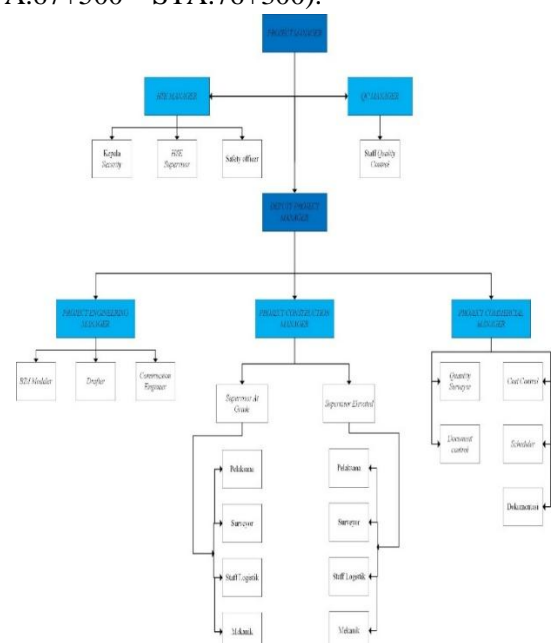 A.67+500 – STA.76+500).
PROJECT MANAGER
HSE MANAGER
QC MANAGER
Kepala
Security
HSE
Supervisor
Safety officer
Staff Quality
Control
DEPUTY PROJECT
MANAGER
PROJECT ENGINEERING
MANAGER
PROJECT CONSTRUCTION
MANAGER
PROJECT COMMERCIAL
MANAGER
BIM Modeler
Drafter
Construction
Engineer
Supervisor At
Grade
Supervisor Elevated
Quantity
Surveyor
Cost Control
Document
control
Scheduler
Dokumentasi
Pelaksana
Pelaksana
Surveyor
Surveyor
Staff Logistik
Staff Logistik
Mekanik
Mekanik